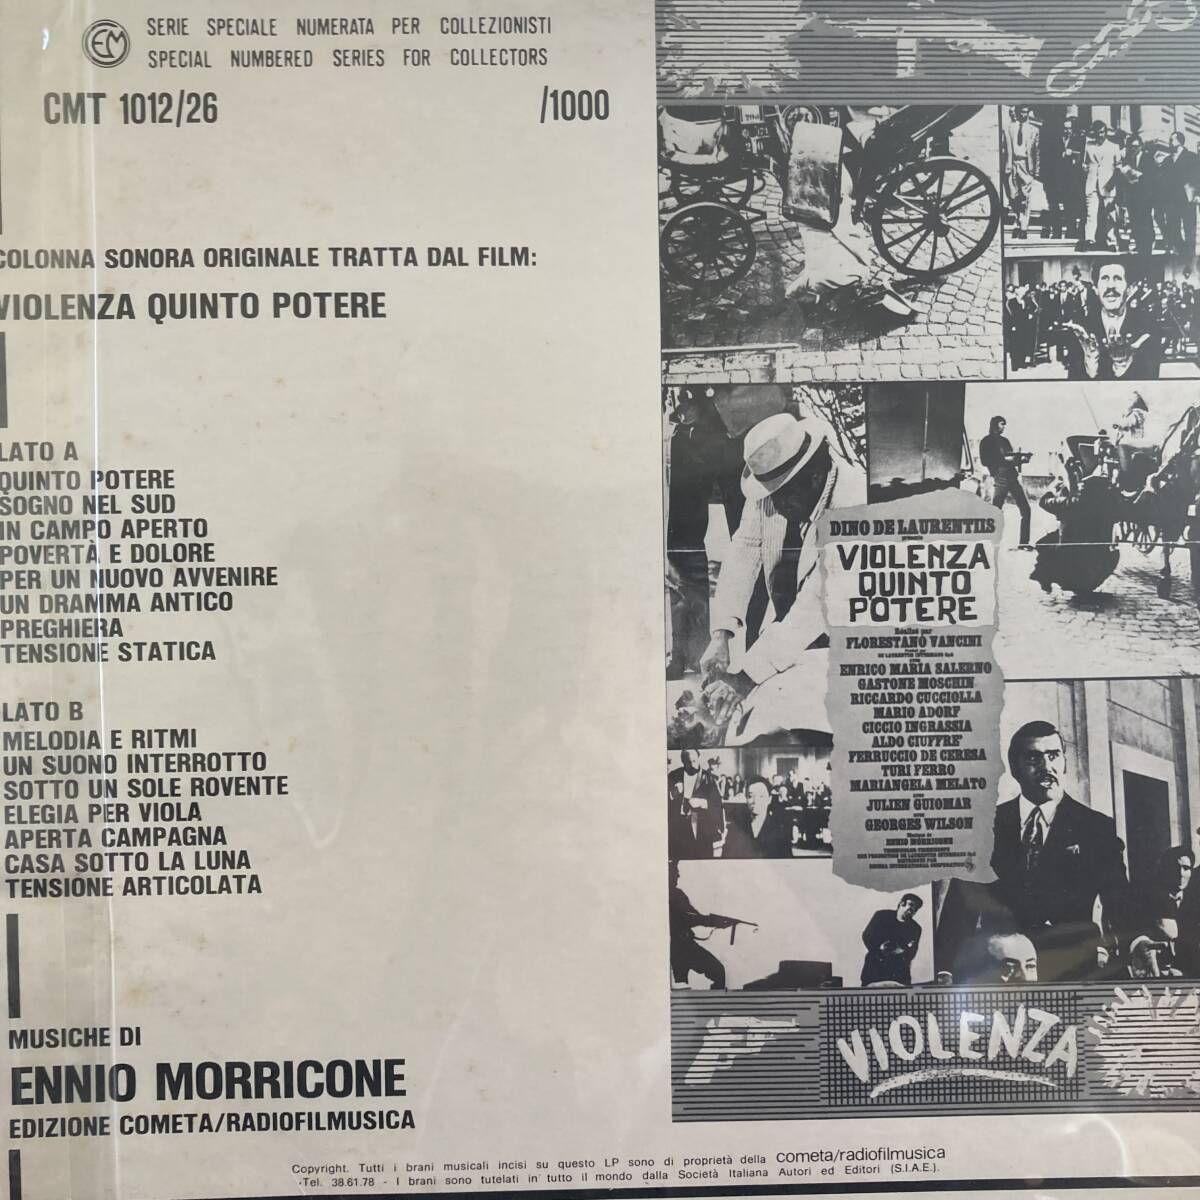 CEM
SERIE SPECIALE NUMERATA PER COLLEZIONISTI
SPECIAL NUMBERED SERIES FOR COLLECTORS
CMT 1012/26 /1000
COLONNA SONORA ORIGINALE TRATTA DAL FILM:
VIOLENZA QUINTO POTERE
LATO A
QUINTO POTERE
SOGNO NEL SUD
IN CAMPO APERTO
POVERTÀ E DOLORE
PER UN NUOVO AVVENIRE
UN DRAMMA ANTICO
PREGHIERA
TENSIONE STATICA
LATO B
MELODIA E RITMI
UN SUONO INTERROTTO
SOTTO UN SOLE ROVENTE
ELEGIA PER VIOLA
APERTA CAMPAGNA
CASA SOTTO LA LUNA
TENSIONE ARTICOLATA
MUSICHE DI
ENNIO MORRICONE
EDIZIONE COMETA/RADIOFILMUSICA
DINO DE LAURENTIIS
VIOLENZA
QUINTO
POTERE
FLORESTANO VANCINI
ENRICO MARIA SALERNO
GASTONE MOSCHIN
RICCARDO CUCCIOLLA
MARIO ADORF
CICCIO INGRASSIA
ALDO GIUFFRE'
FERRUCCIO DE CERESA
TURI FERRO
MARIANGELA MELATO
JULIEN GUIOMAR
GEORGES WILSON
ENNIO MORRICONE
VIOLENZA
Copyright. Tutti i brani musicali incisi su questo LP sono di proprietà della cometa/radiofilmusica
Tel. 38.61.78 - I brani sono tutelati in tutto il mondo dalla Società Italiana Autori ed Editori (S.I.A.E.).